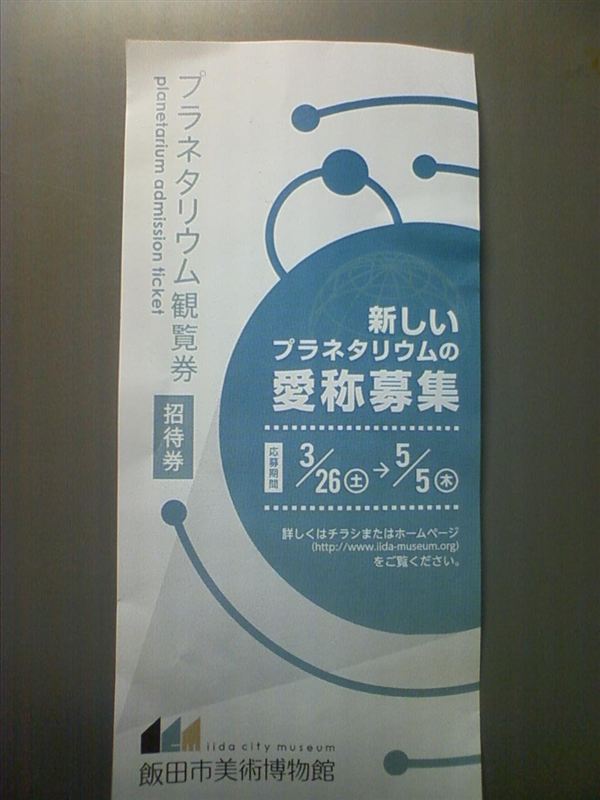 プラネタリウム観覧券
planetarium admission ticket
招待券
新しい
プラネタリウムの
愛称募集
応募期間
3/26(土)→5/5(木)
詳しくはチラシまたはホームページ
(http://www.iida-museum.org)
をご覧ください。
iida city museum
飯田市美術博物館